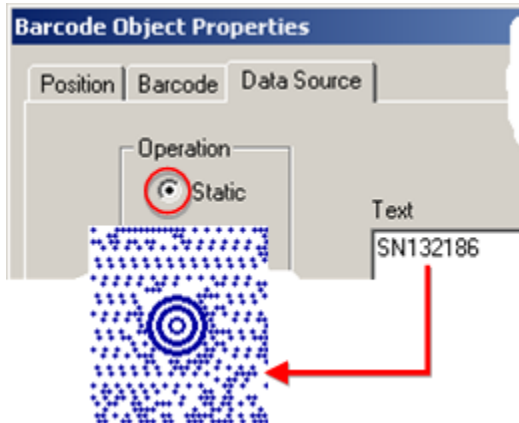 Barcode Object Properties
Position Barcode Data Source
Operation
Static
Text
SN132186